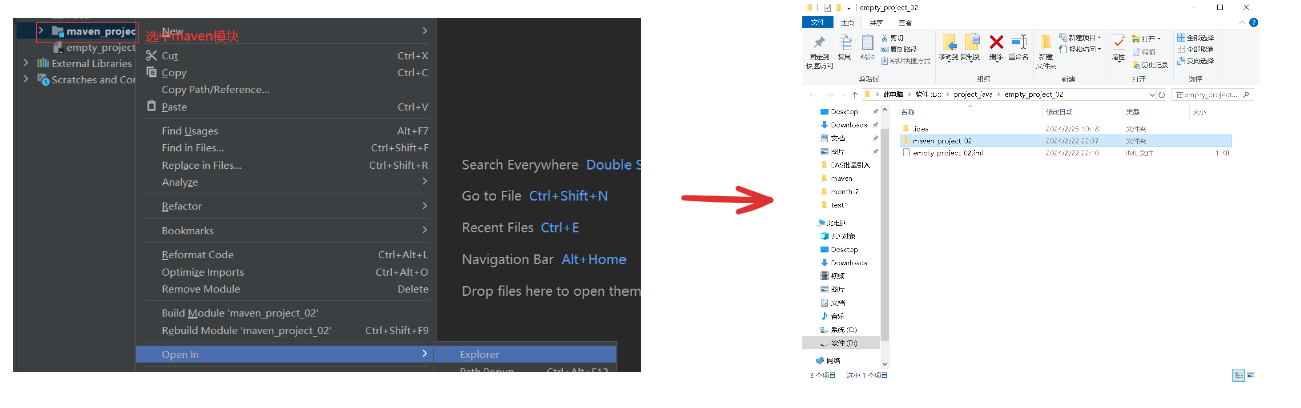 maven_projec
选中maven模块
empty_project
External Libraries
Scratches and Cor
New
Cut Ctrl+X
Copy Ctrl+C
Copy Path/Reference...
Paste Ctrl+V
Find Usages Alt+F7
Find in Files... Ctrl+Shift+F
Replace in Files... Ctrl+Shift+R
Analyze
Refactor
Bookmarks
Reformat Code Ctrl+Alt+L
Optimize Imports Ctrl+Alt+O
Remove Module Delete
Build Module 'maven_project_02'
Rebuild Module 'maven_project_02' Ctrl+Shift+F9
Open In
Explorer
Path Popup Ctrl+Alt+F12
Search Everywhere Double S
Go to File Ctrl+Shift+N
Recent Files Ctrl+E
Navigation Bar Alt+Home
Drop files here to open them
empty_project_02
文件 主页 共享 查看
固定到快速访问
复制
粘贴
剪切
复制路径
粘贴快捷方式
移动到 复制到 删除 重命名
新建文件夹
新建项目
轻松访问
属性
打开
编辑
历史记录
全部选择
全部取消
反向选择
剪贴板 组织 新建 打开 选择
此电脑 > 软件 (D:) > project_java > empty_project_02
在 empty_project...
名称 修改日期 类型 大小
.idea 2024/2/25 10:18 文件夹
maven_project_02 2024/2/22 22:07 文件夹
empty_project_02.iml 2024/2/22 22:10 IML 文件 1 KB
Desktop
Downloads
文档
图片
EAS批量引入
maven
month-2
text1
此电脑
3D 对象
Desktop
Downloads
视频
图片
文档
音乐
系统 (C:)
软件 (D:)
网络
3 个项目 选中 1 个项目